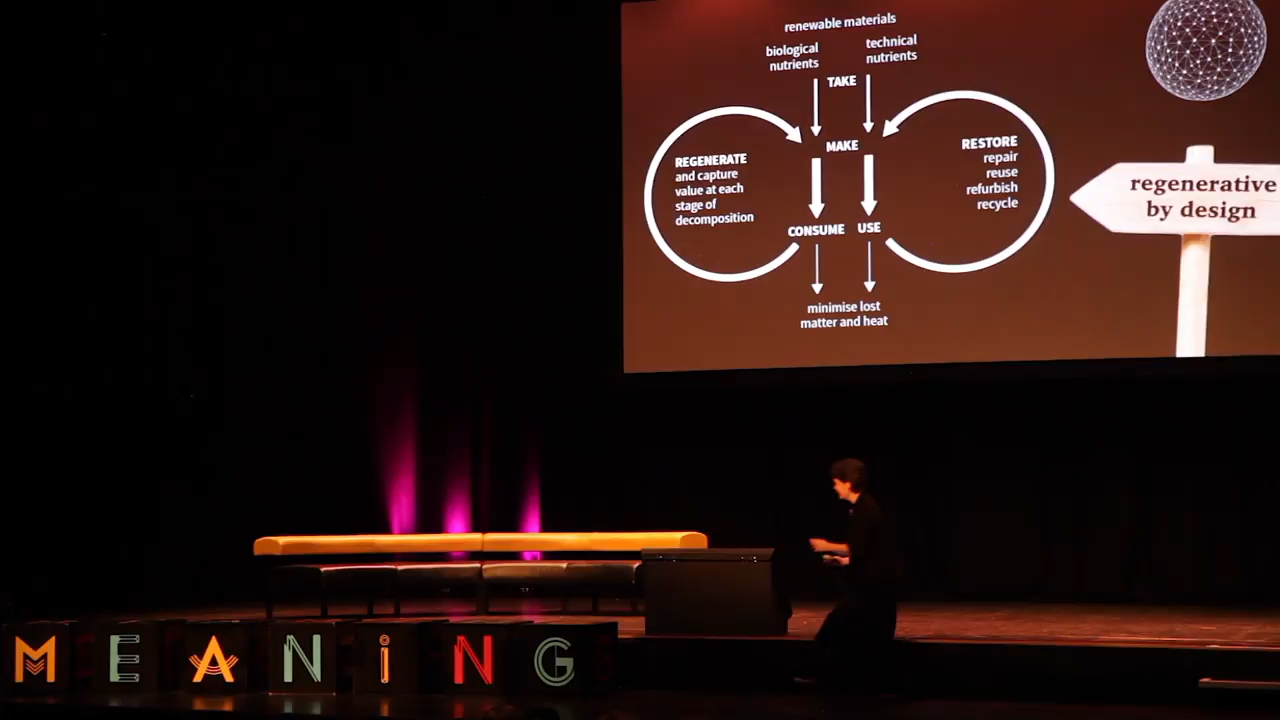 renewable materials
biological
nutrients
technical
nutrients
TAKE
MAKE
REGENERATE
and capture
value at each
stage of
decomposition
RESTORE
repair
reuse
refurbish
recycle
CONSUME
USE
minimise lost
matter and heat
regenerative
by design
MEANiNG